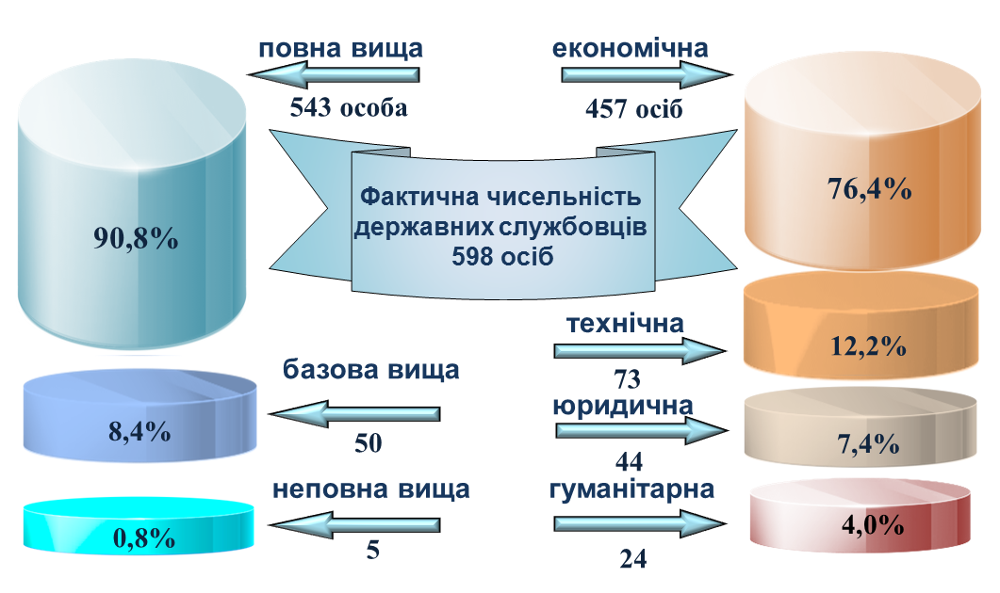 повна вища
543 особа
90,8%
базова вища
8,4%
50
неповна вища
0,8%
5
Фактична чисельність
державних службовців
598 осіб
економічна
457 осіб
76,4%
технічна
73
12,2%
юридична
44
7,4%
гуманітарна
24
4,0%